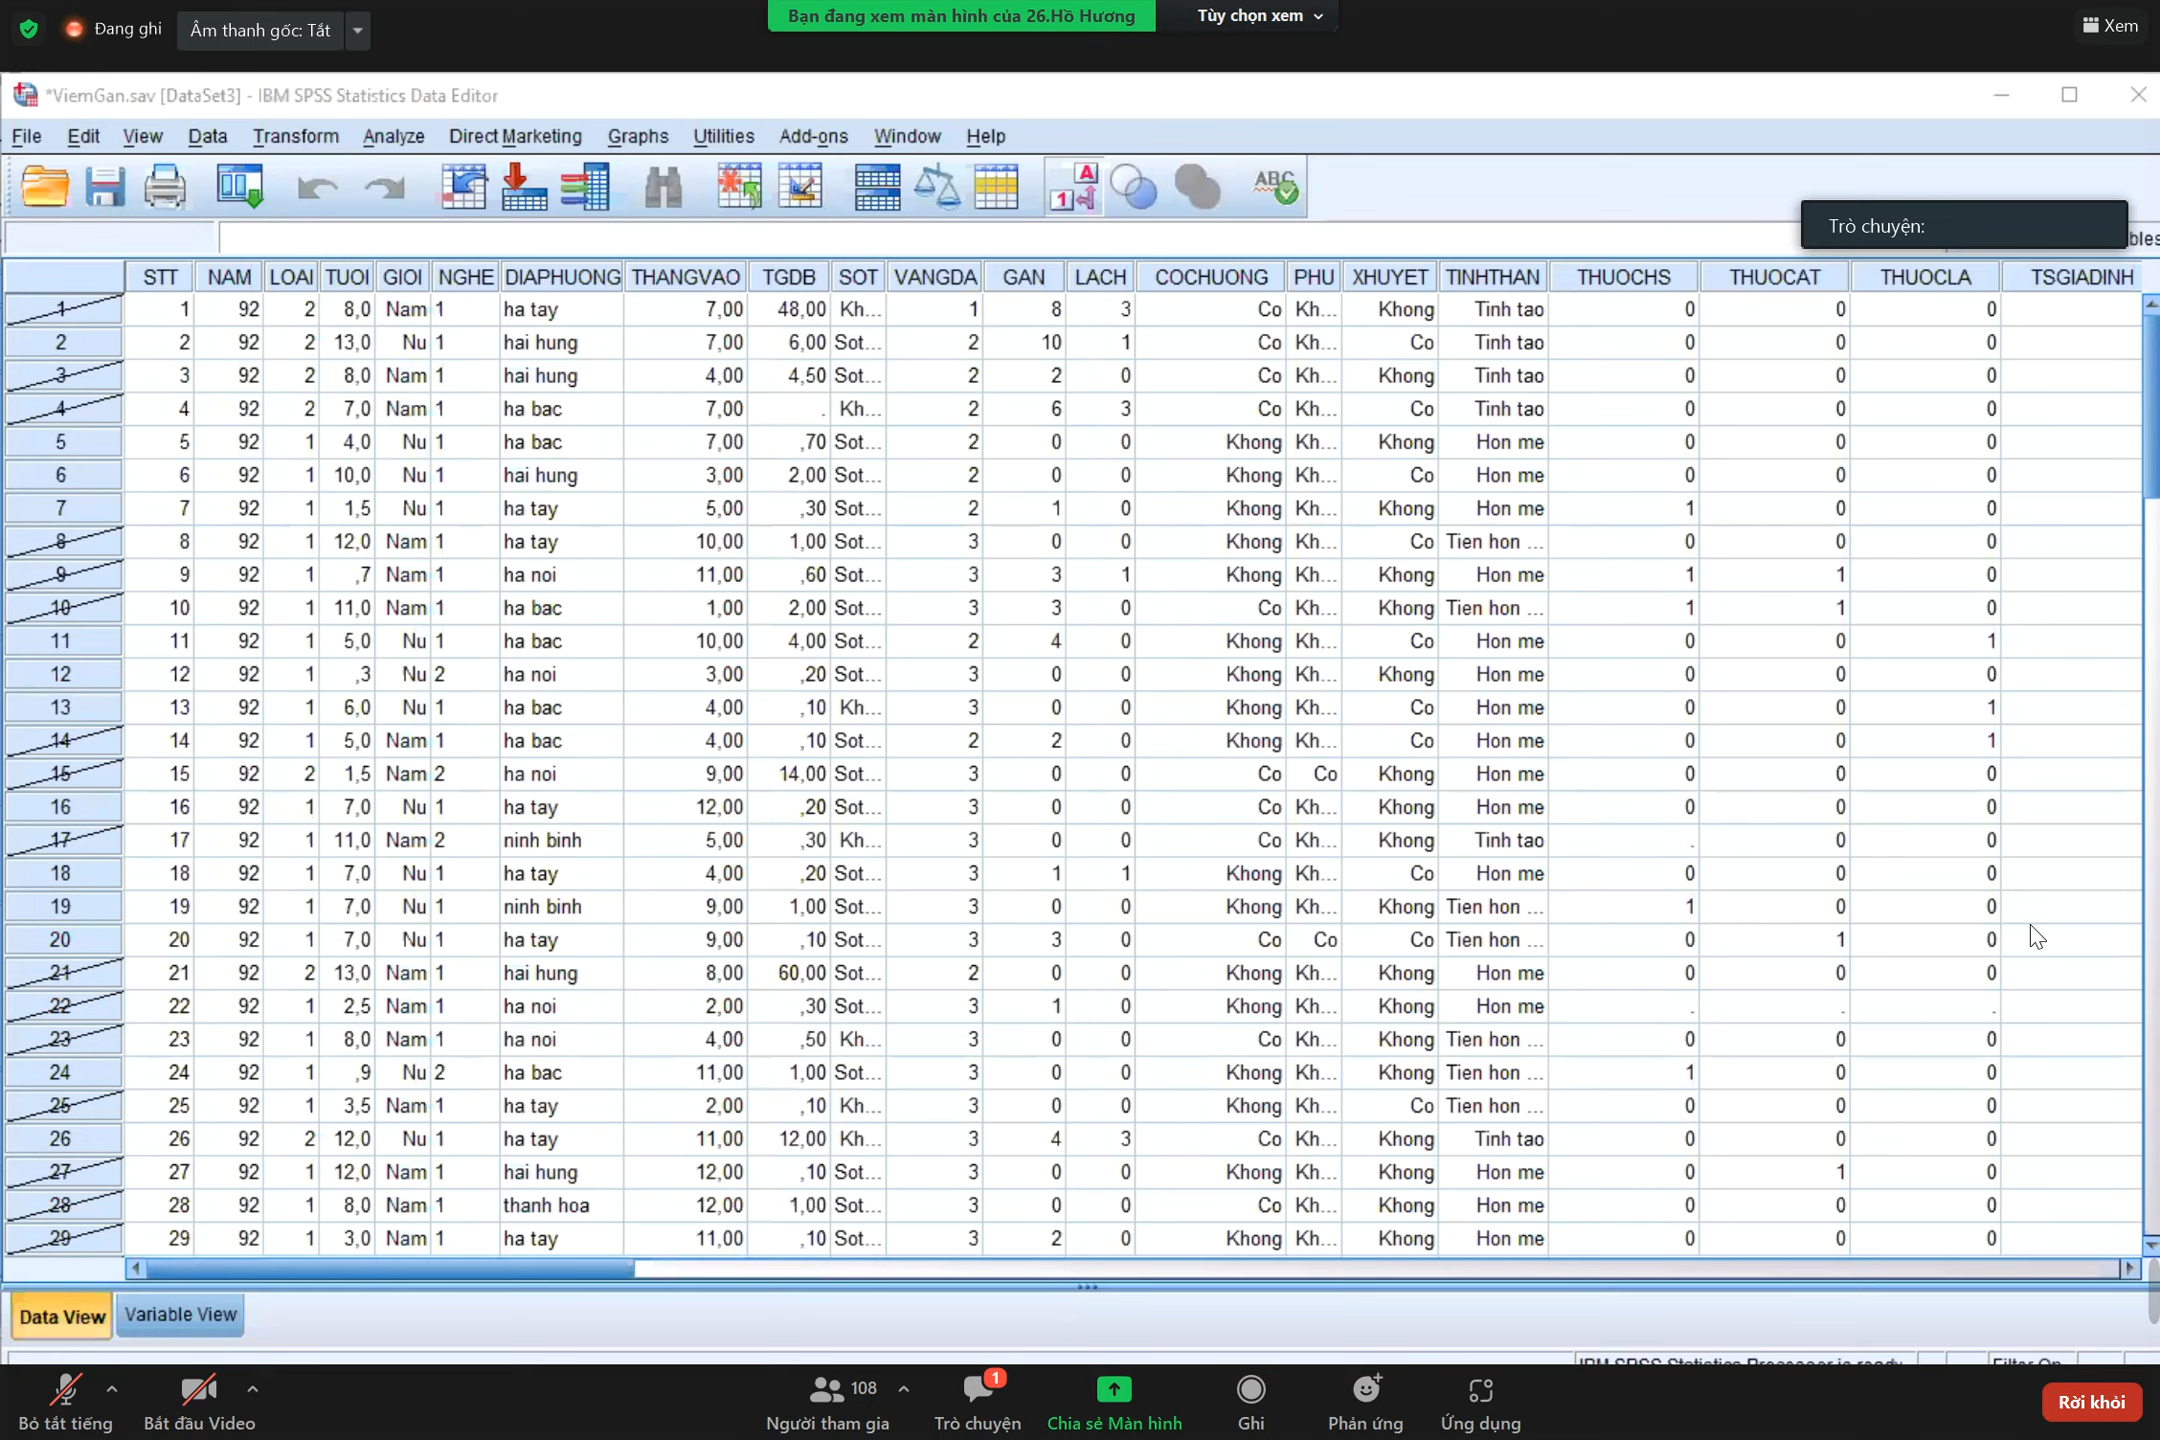 Đang ghi
Âm thanh gốc: Tắt
Bạn đang xem màn hình của 26.Hồ Hương
Tùy chọn xem
Xem
*ViemGan.sav [DataSet3] - IBM SPSS Statistics Data Editor
File Edit View Data Transform Analyze Direct Marketing Graphs Utilities Add-ons Window Help
Trò chuyện:
STT NAM LOAI TUOI GIOI NGHE DIAPHUONG THANGVAO TGDB SOT VANGDA GAN LACH COCHUONG PHU XHUYET TINHTHAN THUOCHS THUOCAT THUOCLA TSGIADINH
1 1 92 2 8,0 Nam 1 ha tay 7,00 48,00 Kh... 1 8 3 Co Kh... Khong Tinh tao 0 0 0
2 2 92 2 13,0 Nu 1 hai hung 7,00 6,00 Sot... 2 10 1 Co Kh... Co Tinh tao 0 0 0
3 3 92 2 8,0 Nam 1 hai hung 4,00 4,50 Sot... 2 2 0 Co Kh... Khong Tinh tao 0 0 0
4 4 92 2 7,0 Nam 1 ha bac 7,00 . Kh... 2 6 3 Co Kh... Co Tinh tao 0 0 0
5 5 92 1 4,0 Nu 1 ha bac 7,00 ,70 Sot... 2 0 0 Khong Kh... Khong Hon me 0 0 0
6 6 92 1 10,0 Nu 1 hai hung 3,00 2,00 Sot... 2 0 0 Khong Kh... Co Hon me 0 0 0
7 7 92 1 1,5 Nu 1 ha tay 5,00 ,30 Sot... 2 1 0 Khong Kh... Khong Hon me 1 0 0
8 8 92 1 12,0 Nam 1 ha tay 10,00 1,00 Sot... 3 0 0 Khong Kh... Co Tien hon ... 0 0 0
9 9 92 1 ,7 Nam 1 ha noi 11,00 ,60 Sot... 3 3 1 Khong Kh... Khong Hon me 1 1 0
10 10 92 1 11,0 Nam 1 ha bac 1,00 2,00 Sot... 3 3 0 Co Kh... Khong Tien hon ... 1 1 0
11 11 92 1 5,0 Nu 1 ha bac 10,00 4,00 Sot... 2 4 0 Khong Kh... Co Hon me 0 0 1
12 12 92 1 ,3 Nu 2 ha noi 3,00 ,20 Sot... 3 0 0 Khong Kh... Khong Hon me 0 0 0
13 13 92 1 6,0 Nu 1 ha bac 4,00 ,10 Kh... 3 0 0 Khong Kh... Co Hon me 0 0 1
14 14 92 1 5,0 Nam 1 ha bac 4,00 ,10 Sot... 2 2 0 Khong Kh... Co Hon me 0 0 1
15 15 92 2 1,5 Nam 2 ha noi 9,00 14,00 Sot... 3 0 0 Co Co Khong Hon me 0 0 0
16 16 92 1 7,0 Nu 1 ha tay 12,00 ,20 Sot... 3 0 0 Co Kh... Khong Hon me 0 0 0
17 17 92 1 11,0 Nam 2 ninh binh 5,00 ,30 Kh... 3 0 0 Co Kh... Khong Tinh tao . 0 0
18 18 92 1 7,0 Nu 1 ha tay 4,00 ,20 Sot... 3 1 1 Khong Kh... Co Hon me 0 0 0
19 19 92 1 7,0 Nu 1 ninh binh 9,00 1,00 Sot... 3 0 0 Khong Kh... Khong Tien hon ... 1 0 0
20 20 92 1 7,0 Nu 1 ha tay 9,00 ,10 Sot... 3 3 0 Co Co Co Tien hon ... 0 1 0
21 21 92 2 13,0 Nam 1 hai hung 8,00 60,00 Sot... 2 0 0 Khong Kh... Khong Hon me 0 0 0
22 22 92 1 2,5 Nam 1 ha noi 2,00 ,30 Sot... 3 1 0 Khong Kh... Khong Hon me . . .
23 23 92 1 8,0 Nam 1 ha noi 4,00 ,50 Kh... 3 0 0 Co Kh... Khong Tien hon ... 0 0 0
24 24 92 1 ,9 Nu 2 ha bac 11,00 1,00 Sot... 3 0 0 Khong Kh... Khong Tien hon ... 1 0 0
25 25 92 1 3,5 Nam 1 ha tay 2,00 ,10 Kh... 3 0 0 Khong Kh... Co Tien hon ... 0 0 0
26 26 92 2 12,0 Nu 1 ha tay 11,00 12,00 Kh... 3 4 3 Co Kh... Khong Tinh tao 0 0 0
27 27 92 1 12,0 Nam 1 hai hung 12,00 ,10 Sot... 3 0 0 Khong Kh... Khong Hon me 0 1 0
28 28 92 1 8,0 Nam 1 thanh hoa 12,00 1,00 Sot... 3 0 0 Co Kh... Khong Hon me 0 0 0
29 29 92 1 3,0 Nam 1 ha tay 11,00 ,10 Sot... 3 2 0 Khong Kh... Khong Hon me 0 0 0
Data View Variable View
IBM SPSS Statistics Processor is ready Filter On
108
1
Bỏ tắt tiếng
Bắt đầu Video
Người tham gia
Trò chuyện
Chia sẻ Màn hình
Ghi
Phản ứng
Ứng dụng
Rời khỏi